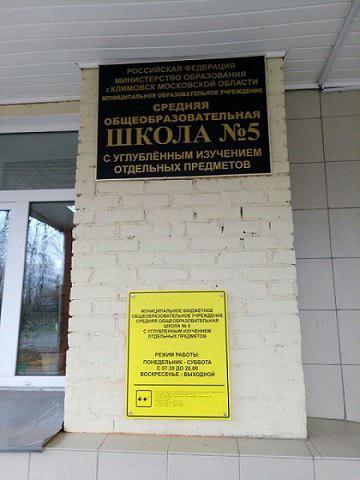 РОССИЙСКАЯ ФЕДЕРАЦИЯ
МИНИСТЕРСТВО ОБРАЗОВАНИЯ
г.КЛИМОВСК МОСКОВСКОЙ ОБЛАСТИ
МУНИЦИПАЛЬНОЕ ОБРАЗОВАТЕЛЬНОЕ УЧРЕЖДЕНИЕ
СРЕДНЯЯ
ОБЩЕОБРАЗОВАТЕЛЬНАЯ
ШКОЛА №5
С УГЛУБЛЁННЫМ ИЗУЧЕНИЕМ
ОТДЕЛЬНЫХ ПРЕДМЕТОВ
МУНИЦИПАЛЬНОЕ БЮДЖЕТНОЕ
ОБЩЕОБРАЗОВАТЕЛЬНОЕ УЧРЕЖДЕНИЕ
СРЕДНЯЯ ОБЩЕОБРАЗОВАТЕЛЬНАЯ
ШКОЛА № 5
С УГЛУБЛЕННЫМ ИЗУЧЕНИЕМ
ОТДЕЛЬНЫХ ПРЕДМЕТОВ
РЕЖИМ РАБОТЫ:
ПОНЕДЕЛЬНИК - СУББОТА
С 07.30 ДО 20.00
ВОСКРЕСЕНЬЕ - ВЫХОДНОЙ